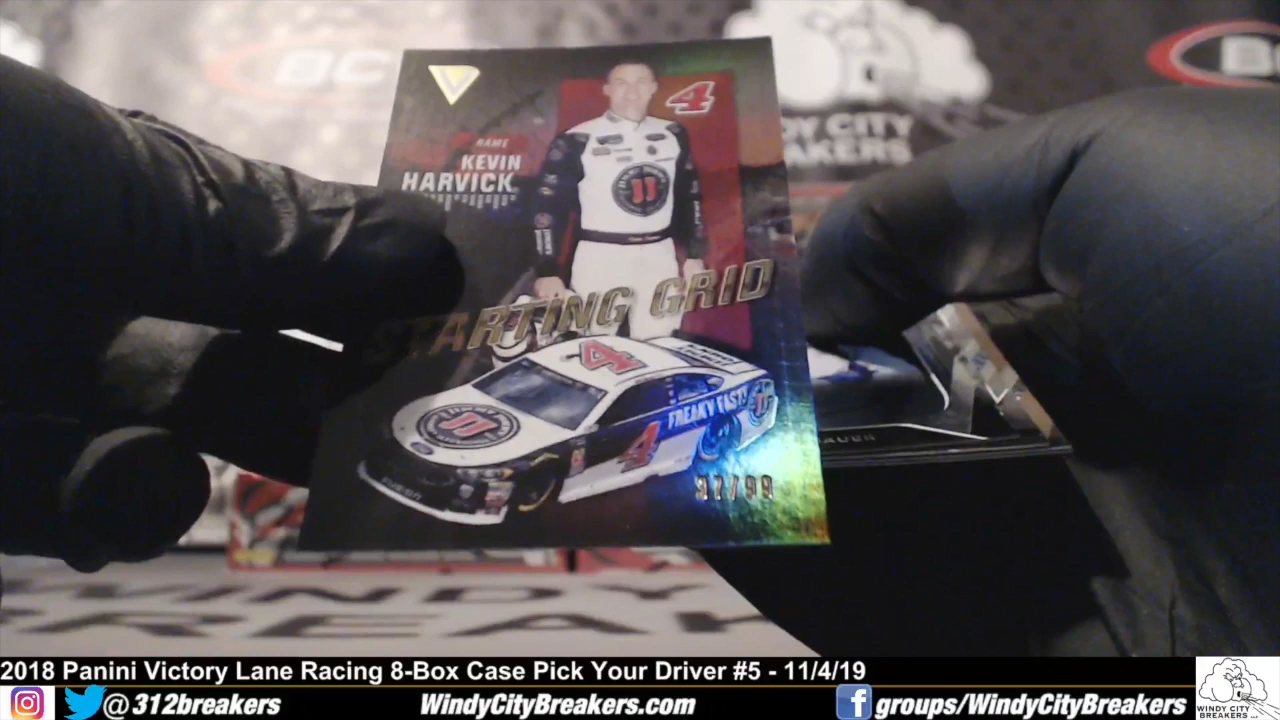 BC
4
NAME
KEVIN
HARVICK
STARTING GRID
4
FREAKY FAST!
4
37/99
BAUER
WINDY CITY
BREAKERS
2018 Panini Victory Lane Racing 8-Box Case Pick Your Driver #5 - 11/4/19
@312breakers
WindyCityBreakers.com
groups/WindyCityBreakers
WINDY CITY
BREAKERS